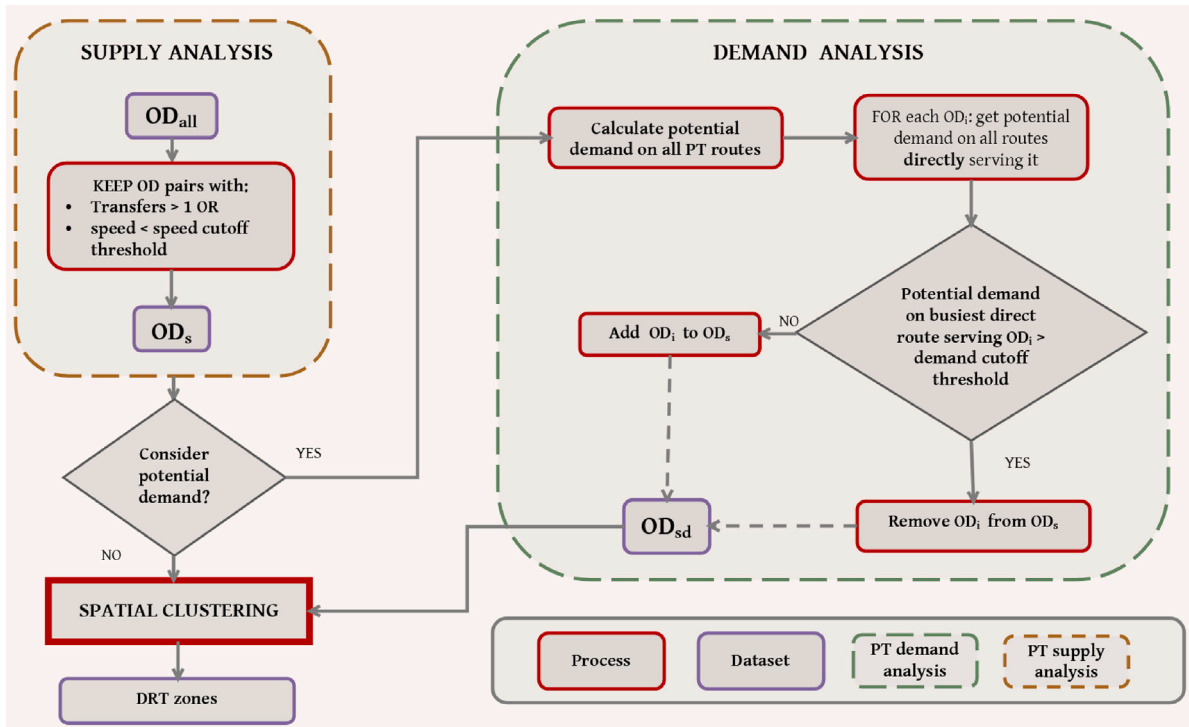 SUPPLY ANALYSIS
OD_all
KEEP OD pairs with:
• Transfers > 1 OR
• speed < speed cutoff
threshold
OD_s
Consider
potential
demand?
YES
NO
SPATIAL CLUSTERING
DRT zones
DEMAND ANALYSIS
Calculate potential
demand on all PT routes
FOR each OD_i: get potential
demand on all routes
directly serving it
Potential demand
on busiest direct
route serving OD_i >
demand cutoff
threshold
NO
Add OD_i to OD_s
YES
Remove OD_i from OD_s
OD_sd
Process
Dataset
PT demand
analysis
PT supply
analysis